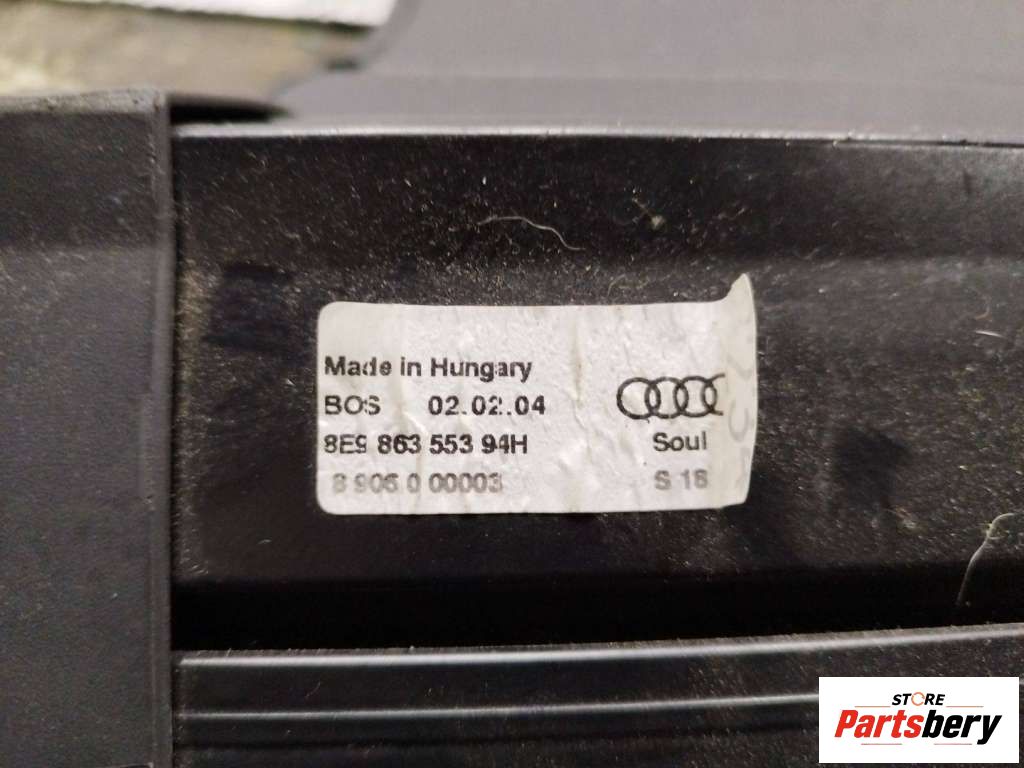 Made in Hungary
BOS 02.02.04
8E9 863 553 94H
Soul
8 906 0 00003 S 18
STORE
Partsbery